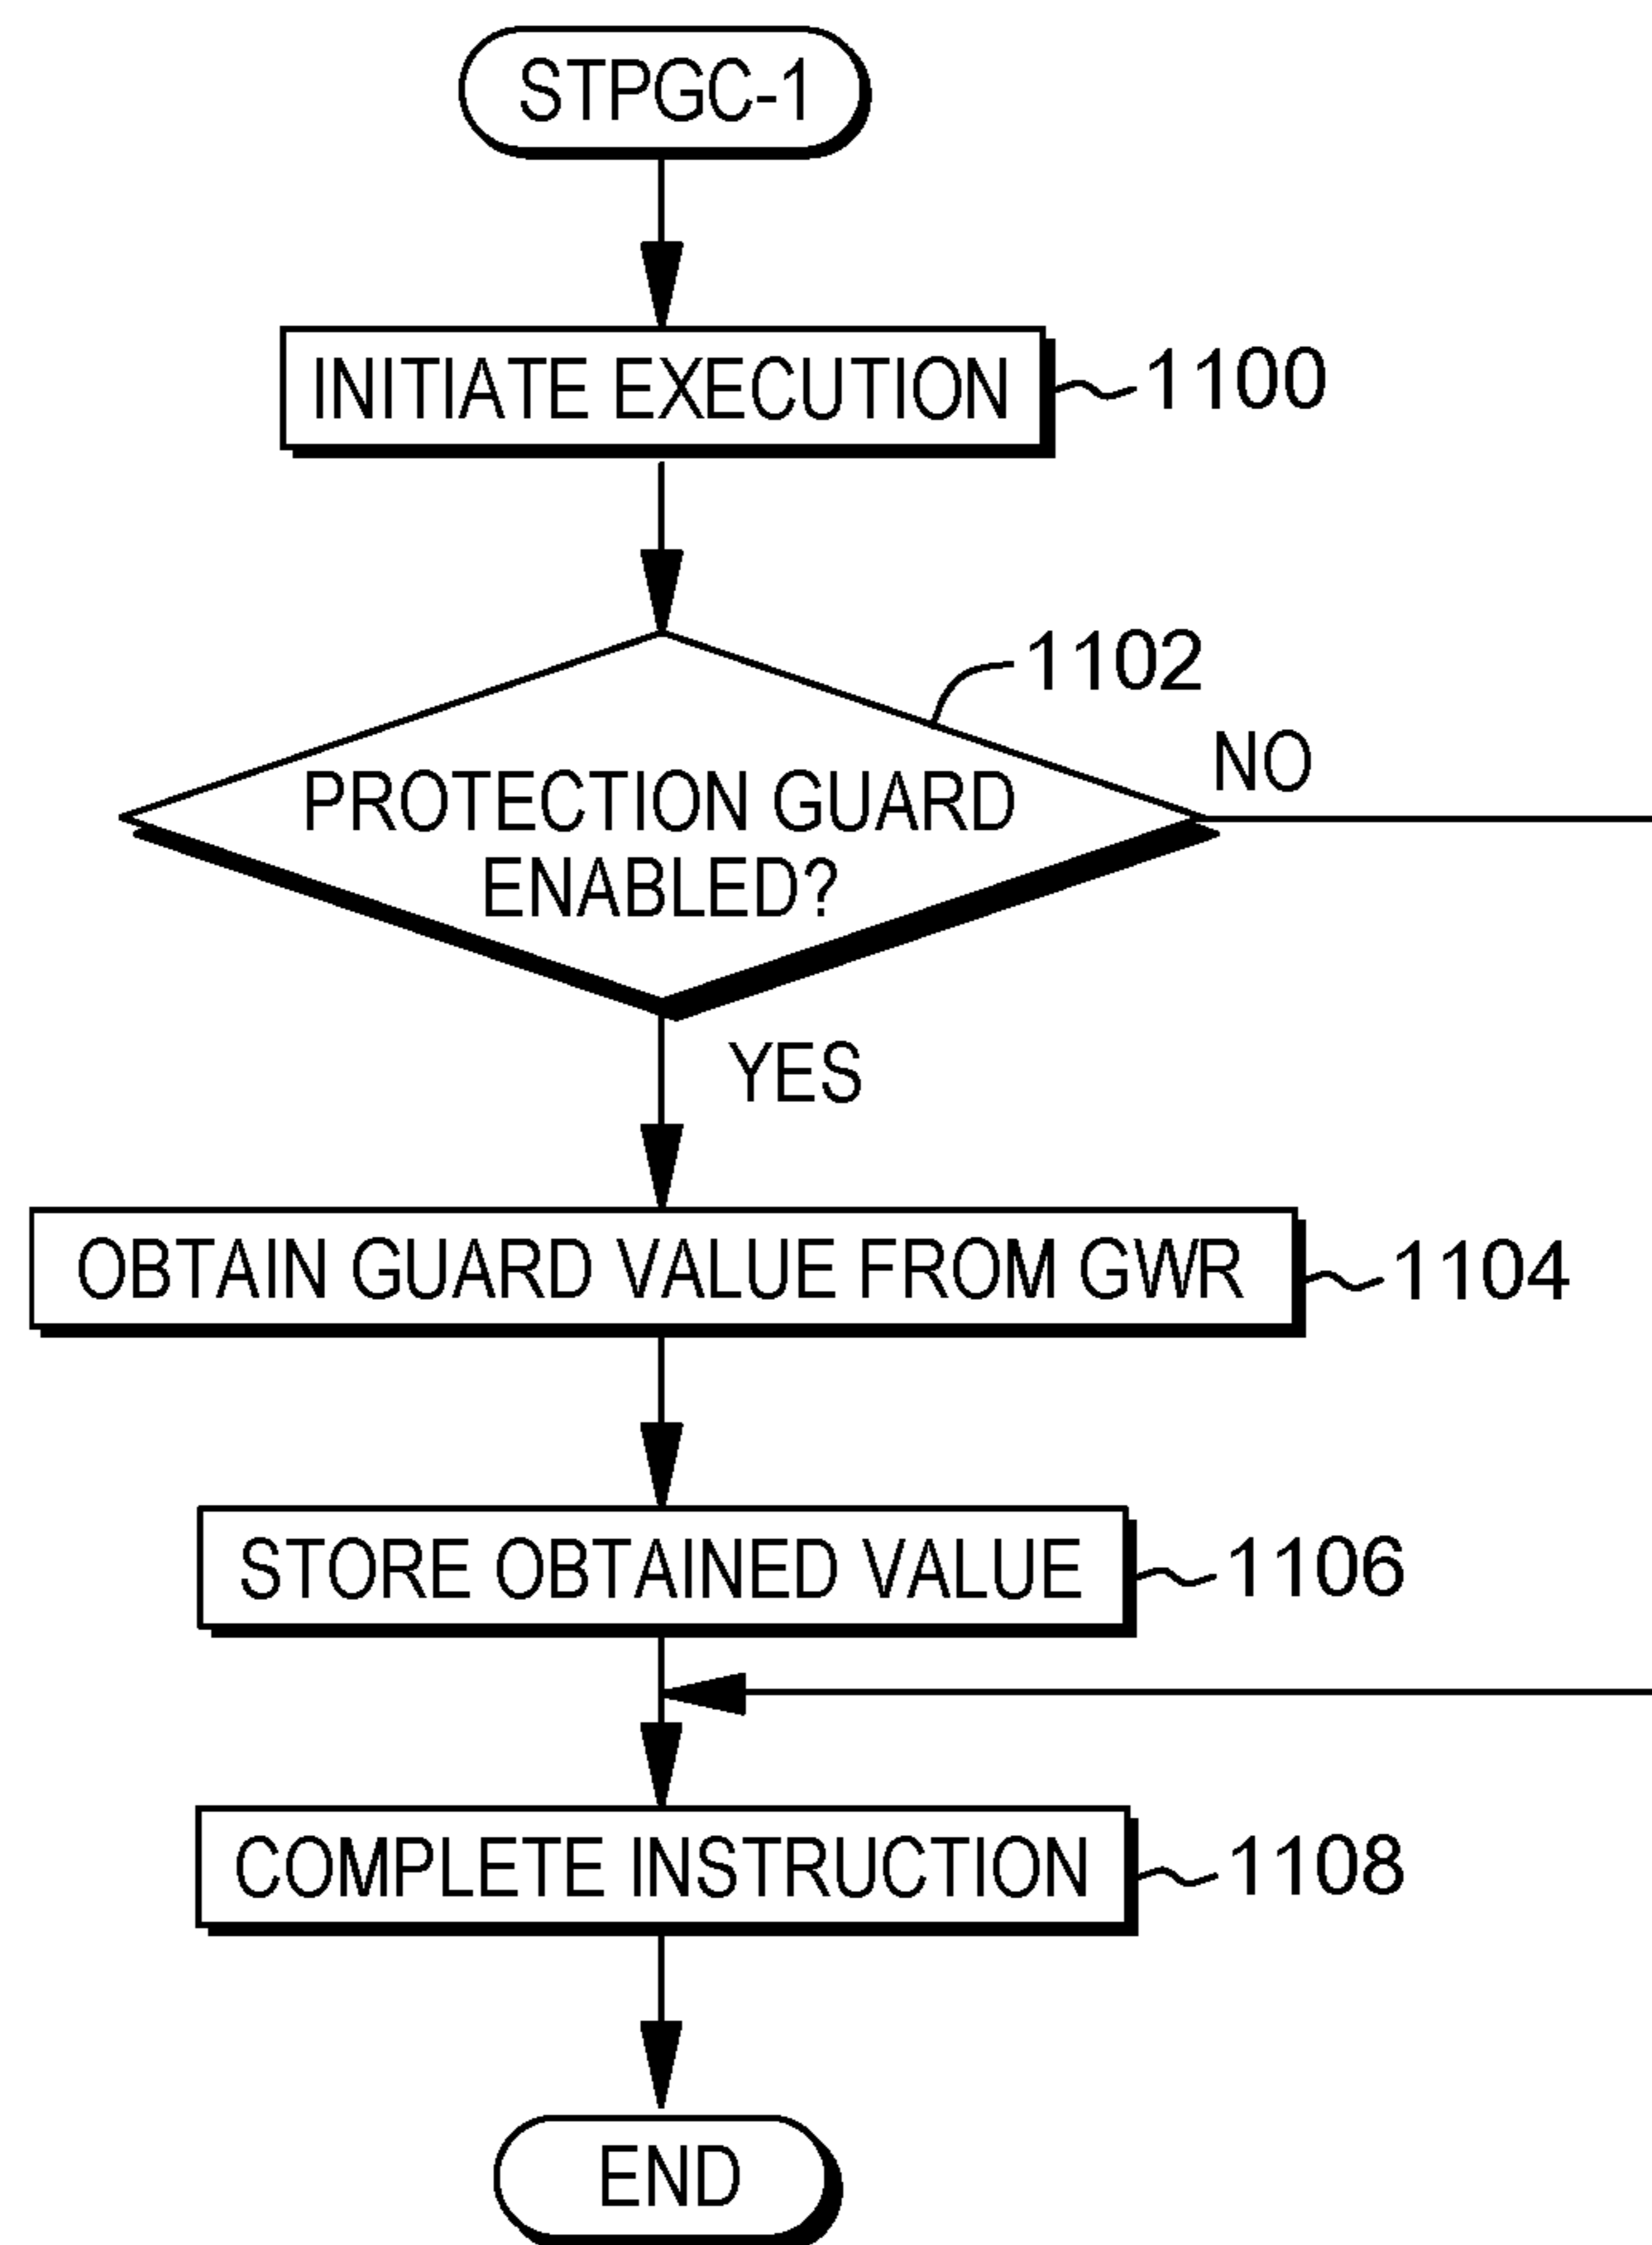 STPGC-1
INITIATE EXECUTION
1100
1102
NO
PROTECTION GUARD
ENABLED?
YES
OBTAIN GUARD VALUE FROM GWR
1104
STORE OBTAINED VALUE
1106
COMPLETE INSTRUCTION
1108
END